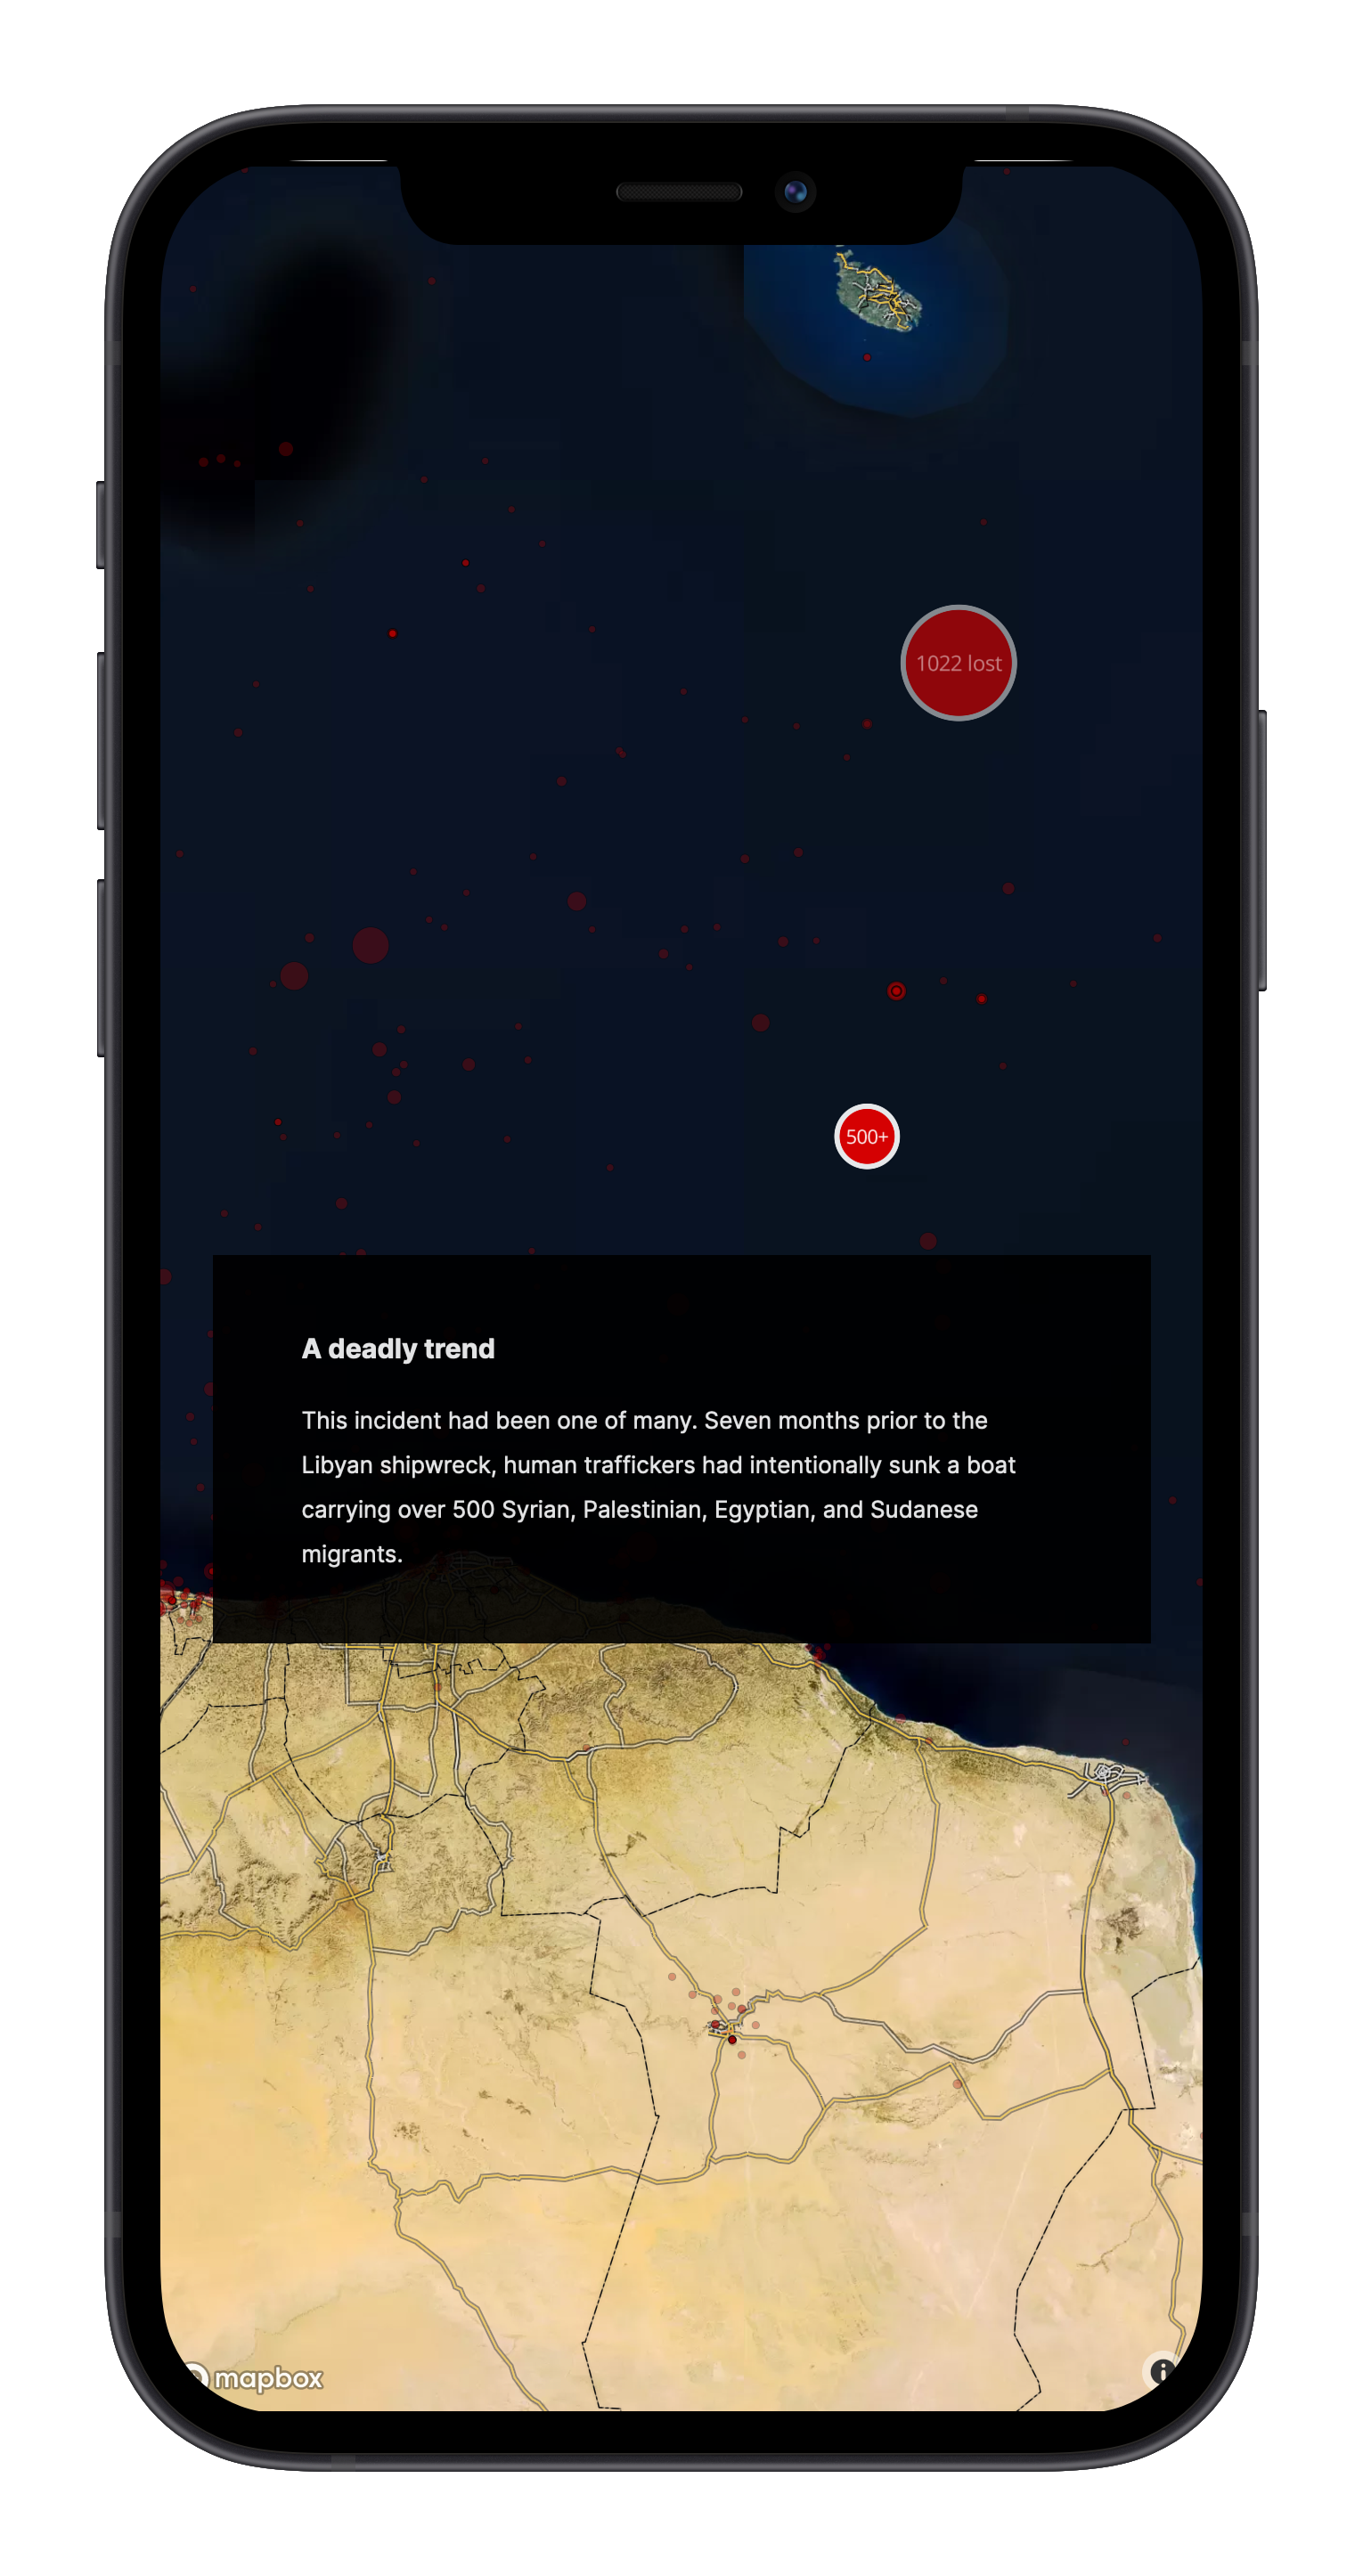 1022 lost
500+
A deadly trend
This incident had been one of many. Seven months prior to the
Libyan shipwreck, human traffickers had intentionally sunk a boat
carrying over 500 Syrian, Palestinian, Egyptian, and Sudanese
migrants.
mapbox
i